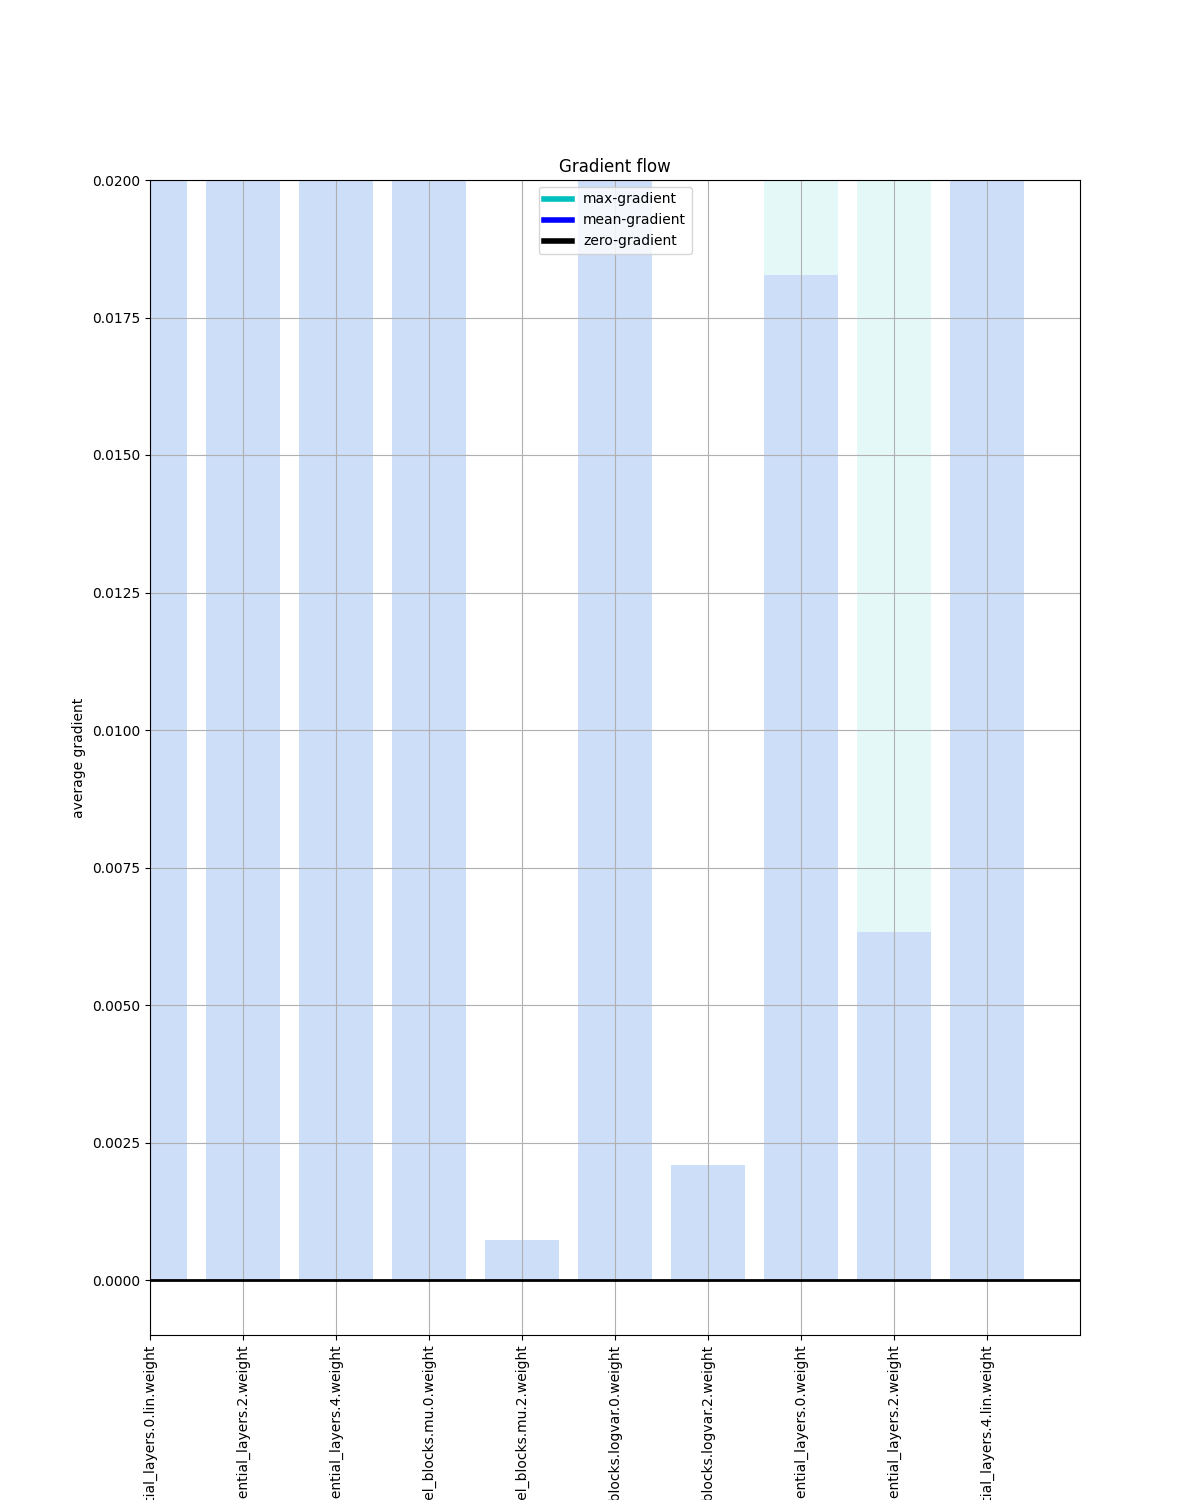 Gradient flow
max-gradient
mean-gradient
zero-gradient
0.0200
0.0175
0.0150
0.0125
0.0100
0.0075
0.0050
0.0025
0.0000
average gradient
tial_layers.0.lin.weight
ential_layers.2.weight
ential_layers.4.weight
el_blocks.mu.0.weight
el_blocks.mu.2.weight
blocks.logvar.0.weight
blocks.logvar.2.weight
ential_layers.0.weight
ential_layers.2.weight
tial_layers.4.lin.weight